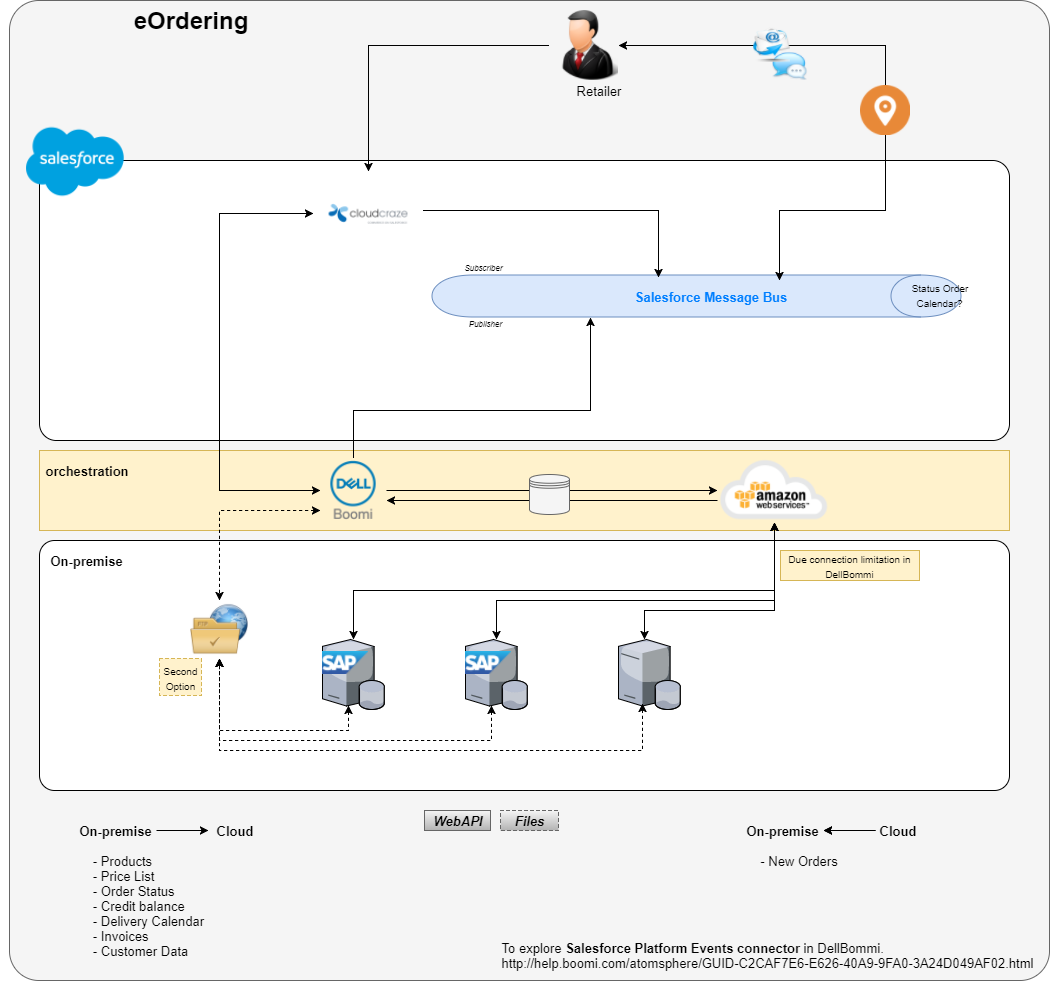 eOrdering
Retailer
salesforce
cloudcraze
Subscriber
Salesforce Message Bus
Status Order
Calendar?
Publisher
orchestration
DELL
Boomi
amazon
webservices™
On-premise
Due connection limitation in
DellBommi
FTP
Second
Option
SAP
SAP
WebAPI
Files
On-premise
Cloud
- Products
- Price List
- Order Status
- Credit balance
- Delivery Calendar
- Invoices
- Customer Data
On-premise
Cloud
- New Orders
To explore Salesforce Platform Events connector in DellBommi.
http://help.boomi.com/atomsphere/GUID-C2CAF7E6-E626-40A9-9FA0-3A24D049AF02.html